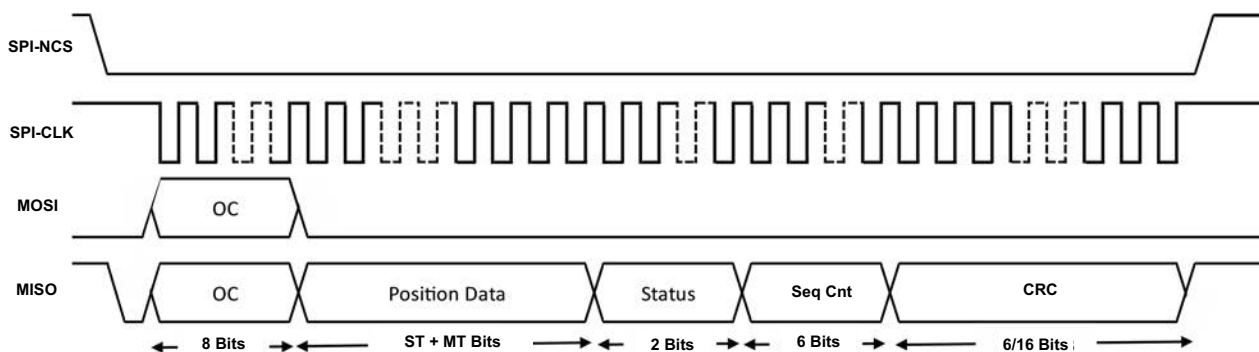 SPI-NCS
SPI-CLK
MOSI
OC
MISO
OC Position Data Status Seq Cnt CRC
8 Bits ST + MT Bits 2 Bits 6 Bits 6/16 Bits